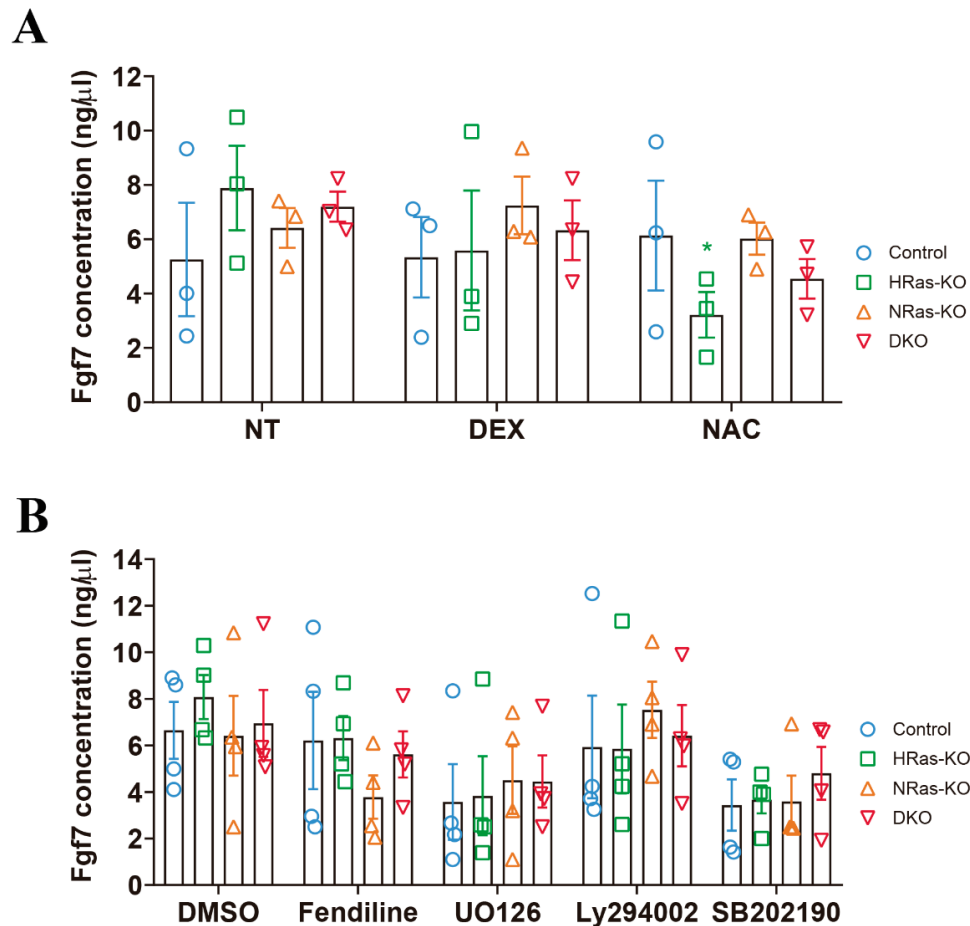 A
Fgf7 concentration (ng/µl)
12
10
8
6
4
2
0
*
NT DEX NAC
Control
HRas-KO
NRas-KO
DKO
B
Fgf7 concentration (ng/µl)
14
12
10
8
6
4
2
0
DMSO Fendiline UO126 Ly294002 SB202190
Control
HRas-KO
NRas-KO
DKO